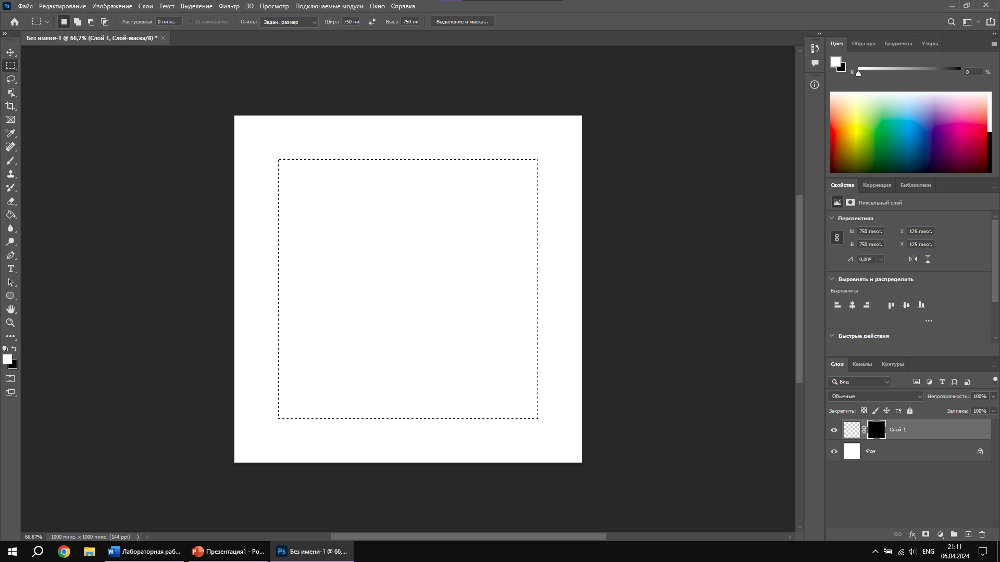 Ps Файл Редактирование Изображение Слои Текст Выделение Фильтр 3D Просмотр Подключаемые модули Окно Справка
Растушевка: 0 пикс. Сглаживание Стиль: Задан. размер Шир.: 750 пи Выс.: 750 пи Выделение и маска...
Без имени-1 @ 66,7% (Слой 1, Слой-маска/8) *
Цвет Образцы Градиенты Узоры
K 0 %
Свойства Коррекция Библиотеки
Пиксельный слой
Перспектива
Ш 750 пикс. X 125 пикс.
В 750 пикс. Y 125 пикс.
0,00°
Выровнять и распределить
Выровнять:
Быстрые действия
Слои Каналы Контуры
Вид
Обычные Непрозрачность: 100%
Закрепить: Заливка: 100%
Слой 1
Фон
66,67% 1000 пикс. x 1000 пикс. (144 ppi)
Лабораторная раб... Презентация1 - Po... Ps Без имени-1 @ 66,... ENG 21:11
06.04.2024